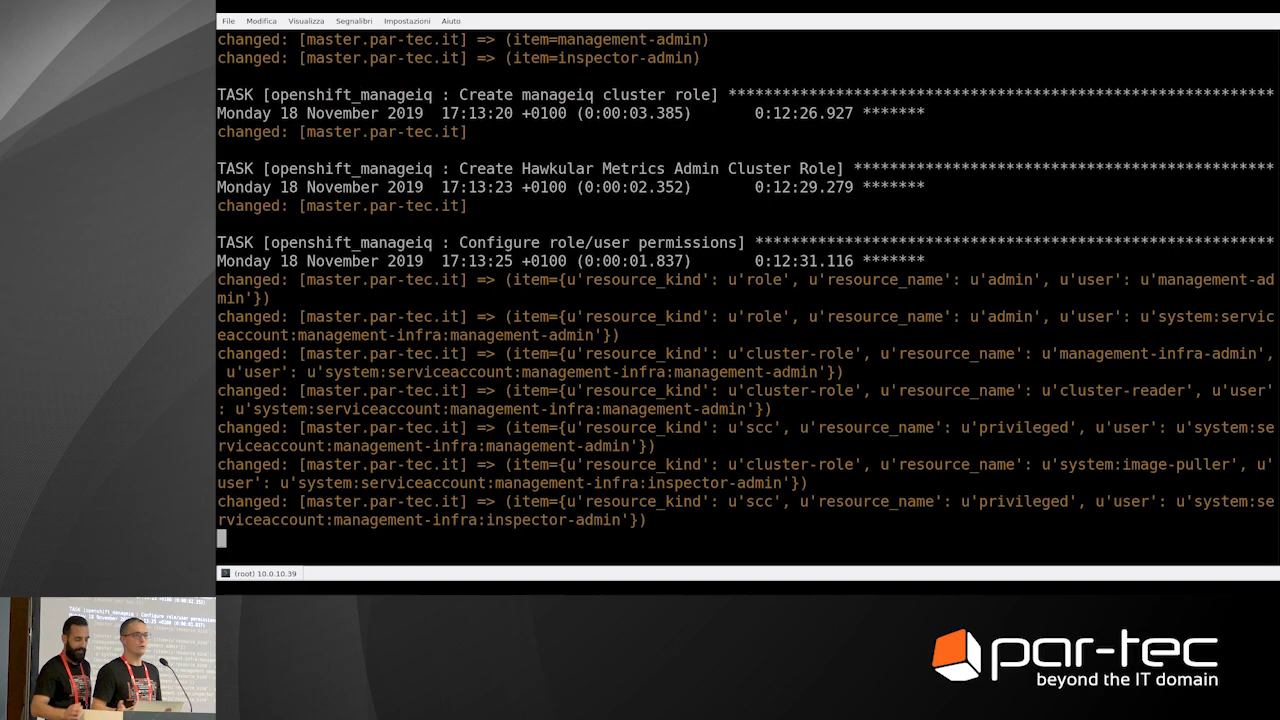 File Modifica Visualizza Segnalibri Impostazioni Aiuto
changed: [master.par-tec.it] => (item=management-admin)
changed: [master.par-tec.it] => (item=inspector-admin)
TASK [openshift_manageiq : Create manageiq cluster role] *************************************************************
Monday 18 November 2019  17:13:20 +0100 (0:00:03.385)       0:12:26.927 *******
changed: [master.par-tec.it]
TASK [openshift_manageiq : Create Hawkular Metrics Admin Cluster Role] ***********************************************
Monday 18 November 2019  17:13:23 +0100 (0:00:02.352)       0:12:29.279 *******
changed: [master.par-tec.it]
TASK [openshift_manageiq : Configure role/user permissions] **********************************************************
Monday 18 November 2019  17:13:25 +0100 (0:00:01.837)       0:12:31.116 *******
changed: [master.par-tec.it] => (item={u'resource_kind': u'role', u'resource_name': u'admin', u'user': u'management-ad
min'})
changed: [master.par-tec.it] => (item={u'resource_kind': u'role', u'resource_name': u'admin', u'user': u'system:servic
eaccount:management-infra:management-admin'})
changed: [master.par-tec.it] => (item={u'resource_kind': u'cluster-role', u'resource_name': u'management-infra-admin',
 u'user': u'system:serviceaccount:management-infra:management-admin'})
changed: [master.par-tec.it] => (item={u'resource_kind': u'cluster-role', u'resource_name': u'cluster-reader', u'user'
: u'system:serviceaccount:management-infra:management-admin'})
changed: [master.par-tec.it] => (item={u'resource_kind': u'scc', u'resource_name': u'privileged', u'user': u'system:se
rviceaccount:management-infra:management-admin'})
changed: [master.par-tec.it] => (item={u'resource_kind': u'cluster-role', u'resource_name': u'system:image-puller', u'
user': u'system:serviceaccount:management-infra:inspector-admin'})
changed: [master.par-tec.it] => (item={u'resource_kind': u'scc', u'resource_name': u'privileged', u'user': u'system:se
rviceaccount:management-infra:inspector-admin'})
(root) 10.0.10.39
par-tec
beyond the IT domain